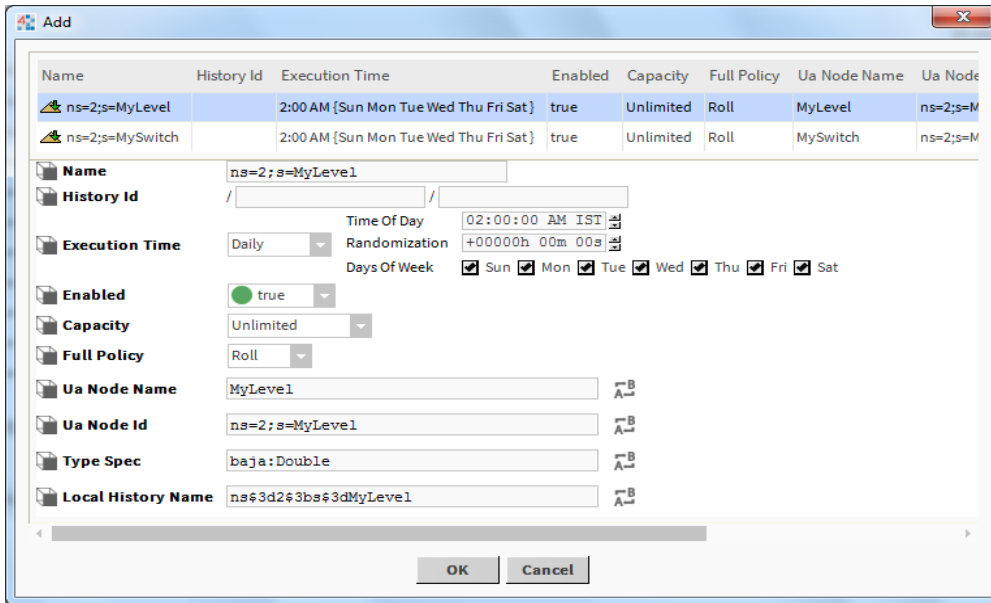 Add
Name History Id Execution Time Enabled Capacity Full Policy Ua Node Name Ua Node
ns=2;s=MyLevel 2:00 AM {Sun Mon Tue Wed Thu Fri Sat} true Unlimited Roll MyLevel ns=2;s=M
ns=2;s=MySwitch 2:00 AM {Sun Mon Tue Wed Thu Fri Sat} true Unlimited Roll MySwitch ns=2;s=M
Name ns=2;s=MyLevel
History Id / /
Time Of Day 02:00:00 AM IST
Execution Time Daily Randomization +00000h 00m 00s
Days Of Week Sun Mon Tue Wed Thu Fri Sat
Enabled true
Capacity Unlimited
Full Policy Roll
Ua Node Name MyLevel
Ua Node Id ns=2;s=MyLevel
Type Spec baja:Double
Local History Name ns$3d2$3bs$3dMyLevel
OK Cancel